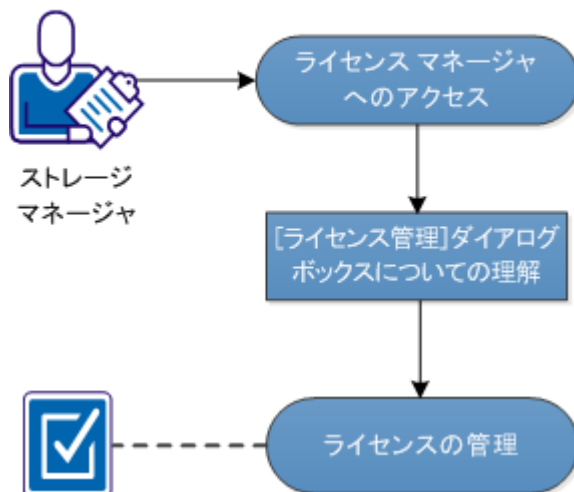 ライセンス マネージャ
へのアクセス
ストレージ
マネージャ
[ライセンス管理]ダイアログ
ボックスについての理解
ライセンスの管理